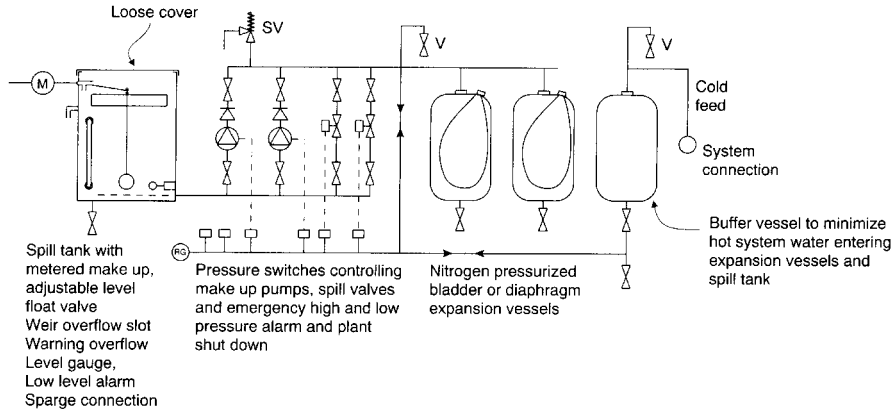 Loose cover
SV
V
V
M
Cold
feed
System
connection
RG
Spill tank with
metered make up,
adjustable level
float valve
Weir overflow slot
Warning overflow
Level gauge,
Low level alarm
Sparge connection
Pressure switches controlling
make up pumps, spill valves
and emergency high and low
pressure alarm and plant
shut down
Nitrogen pressurized
bladder or diaphragm
expansion vessels
Buffer vessel to minimize
hot system water entering
expansion vessels and
spill tank